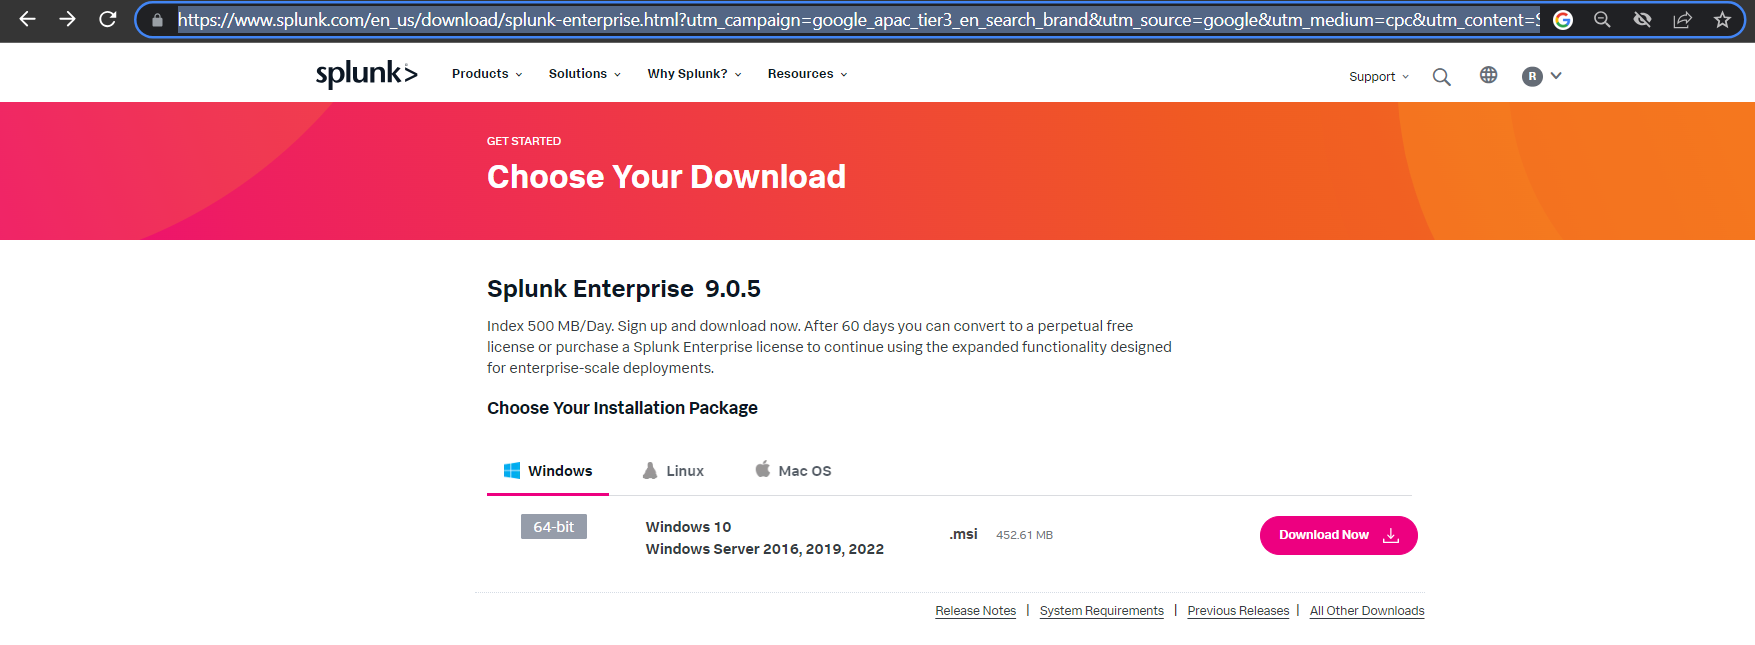 https://www.splunk.com/en_us/download/splunk-enterprise.html?utm_campaign=google_apac_tier3_en_search_brand&utm_source=google&utm_medium=cpc&utm_content=S
splunk> Products Solutions Why Splunk? Resources Support R
GET STARTED
Choose Your Download
Splunk Enterprise 9.0.5
Index 500 MB/Day. Sign up and download now. After 60 days you can convert to a perpetual free
license or purchase a Splunk Enterprise license to continue using the expanded functionality designed
for enterprise-scale deployments.
Choose Your Installation Package
Windows Linux Mac OS
64-bit
Windows 10
Windows Server 2016, 2019, 2022
.msi 452.61 MB
Download Now
Release Notes | System Requirements | Previous Releases | All Other Downloads